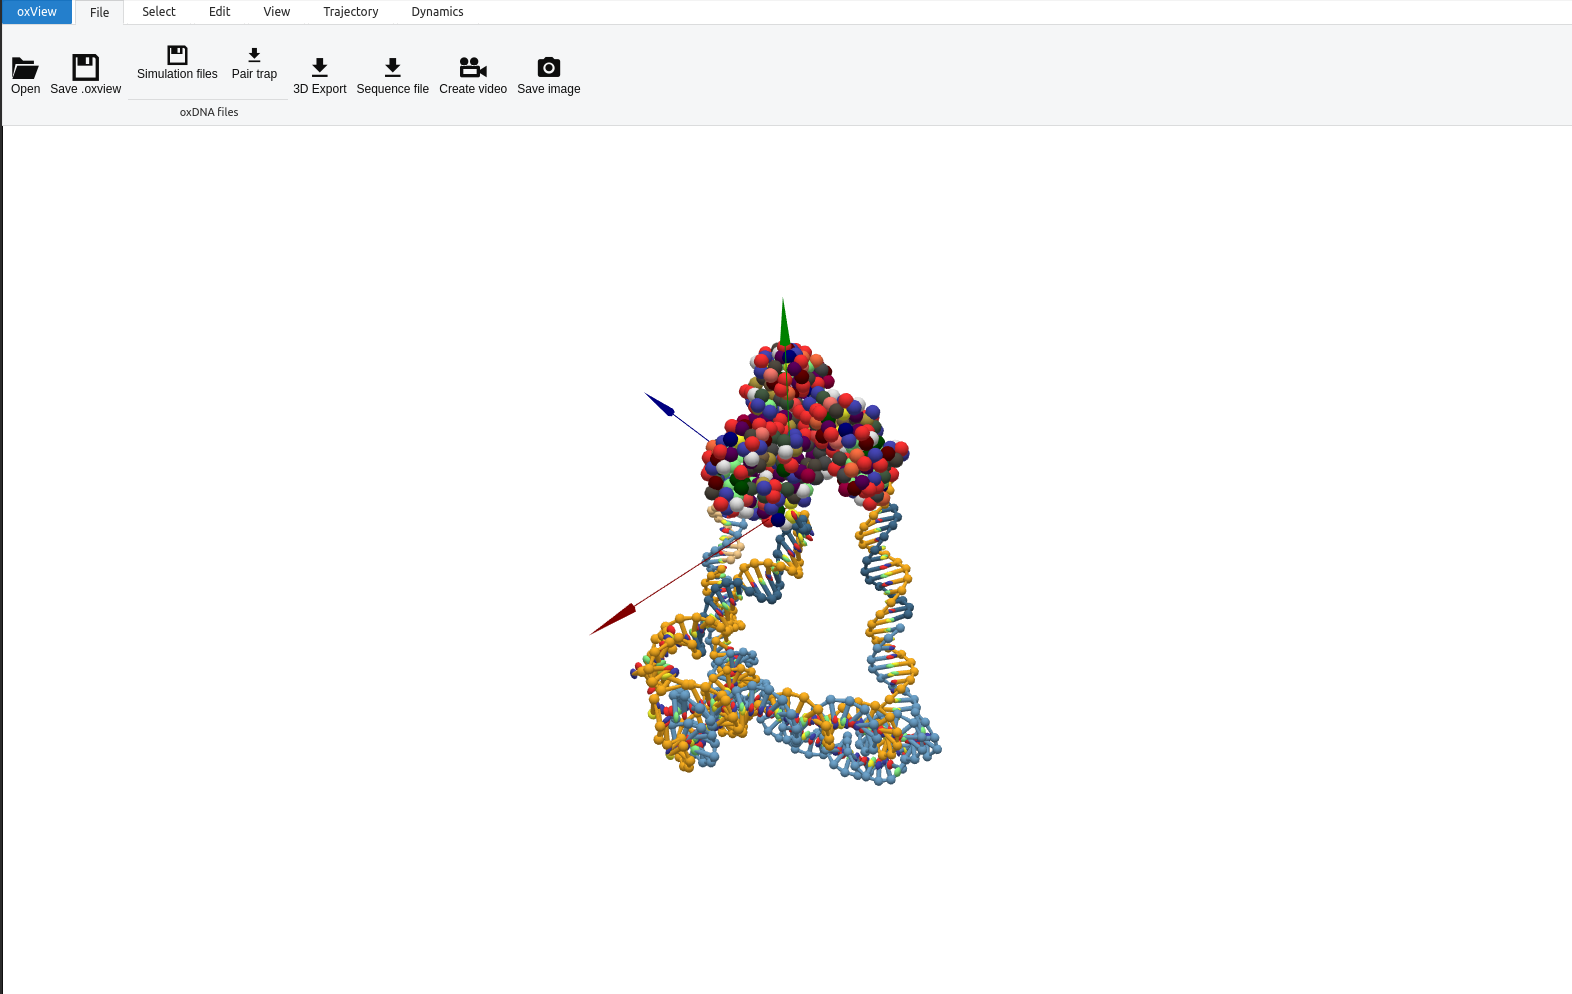 oxView File Select Edit View Trajectory Dynamics
Open Save .oxview Simulation files Pair trap 3D Export Sequence file Create video Save image
oxDNA files